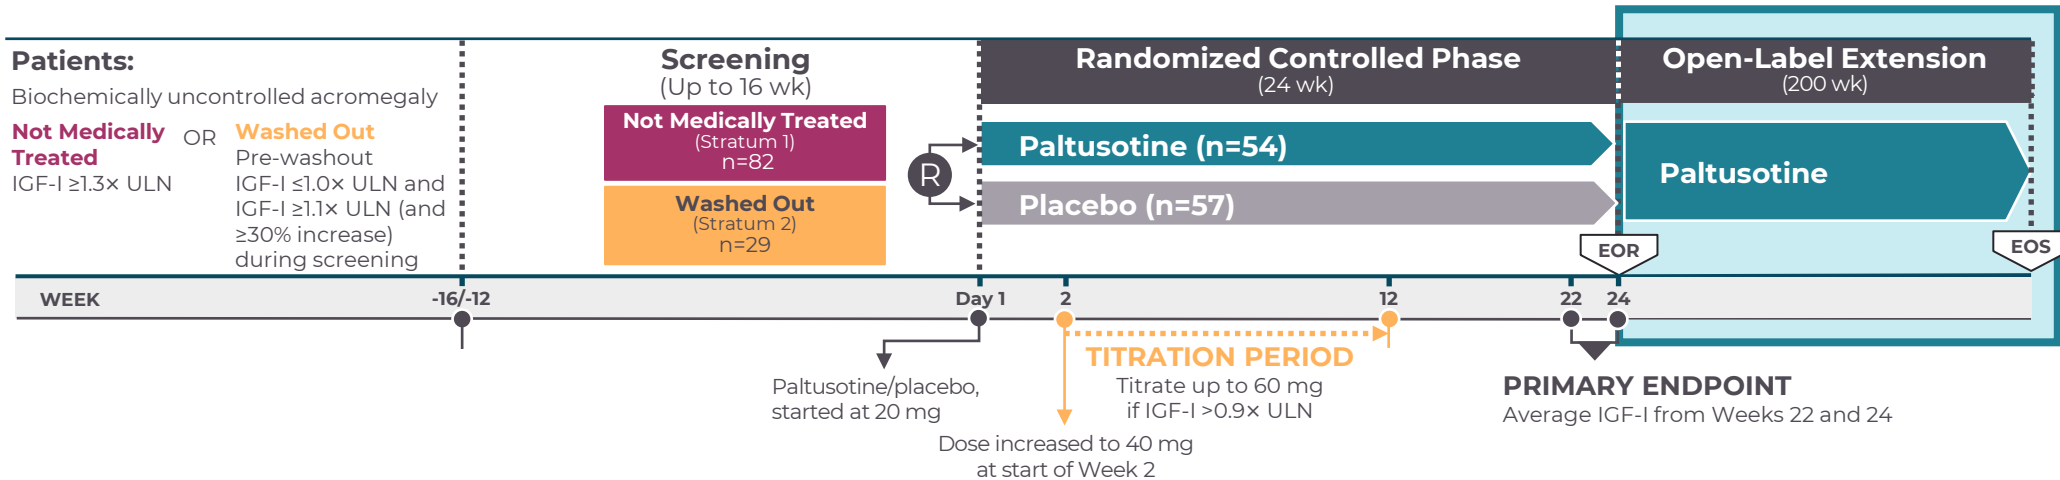 Patients:
Biochemically uncontrolled acromegaly
Not Medically
Treated
IGF-I ≥1.3× ULN
OR
Washed Out
Pre-washout
IGF-I ≤1.0× ULN and
IGF-I ≥1.1× ULN (and
≥30% increase)
during screening
Screening
(Up to 16 wk)
Not Medically Treated
(Stratum 1)
n=82
Washed Out
(Stratum 2)
n=29
R
Randomized Controlled Phase
(24 wk)
Paltusotine (n=54)
Placebo (n=57)
Open-Label Extension
(200 wk)
Paltusotine
EOR
EOS
WEEK
-16/-12
Day 1
2
12
22
24
Paltusotine/placebo,
started at 20 mg
Dose increased to 40 mg
at start of Week 2
TITRATION PERIOD
Titrate up to 60 mg
if IGF-I >0.9× ULN
PRIMARY ENDPOINT
Average IGF-I from Weeks 22 and 24